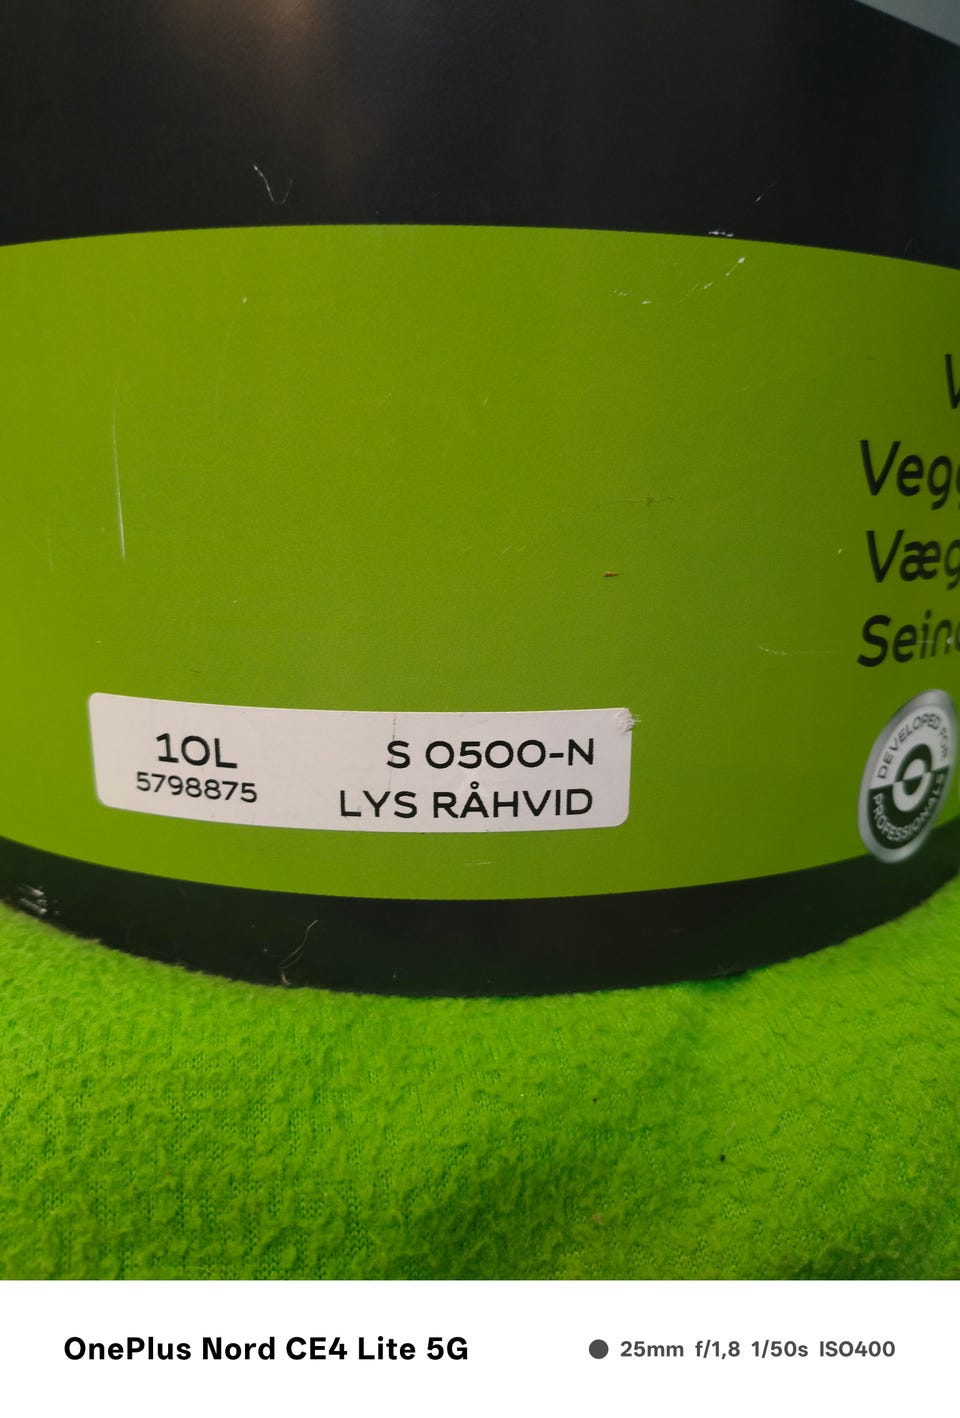 10L
5798875
S 0500-N
LYS RÅHVID
DEVELOPED FOR
PROFESSIONALS
OnePlus Nord CE4 Lite 5G
25mm f/1,8 1/50s ISO400